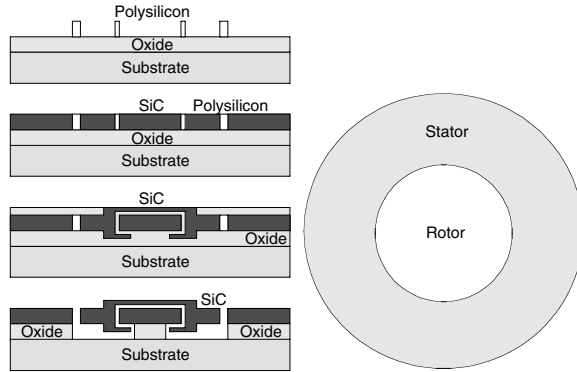 Polysilicon
Oxide
Substrate
SiC Polysilicon
Oxide
Substrate
SiC
Oxide
Substrate
SiC
Oxide Oxide
Substrate
Stator
Rotor